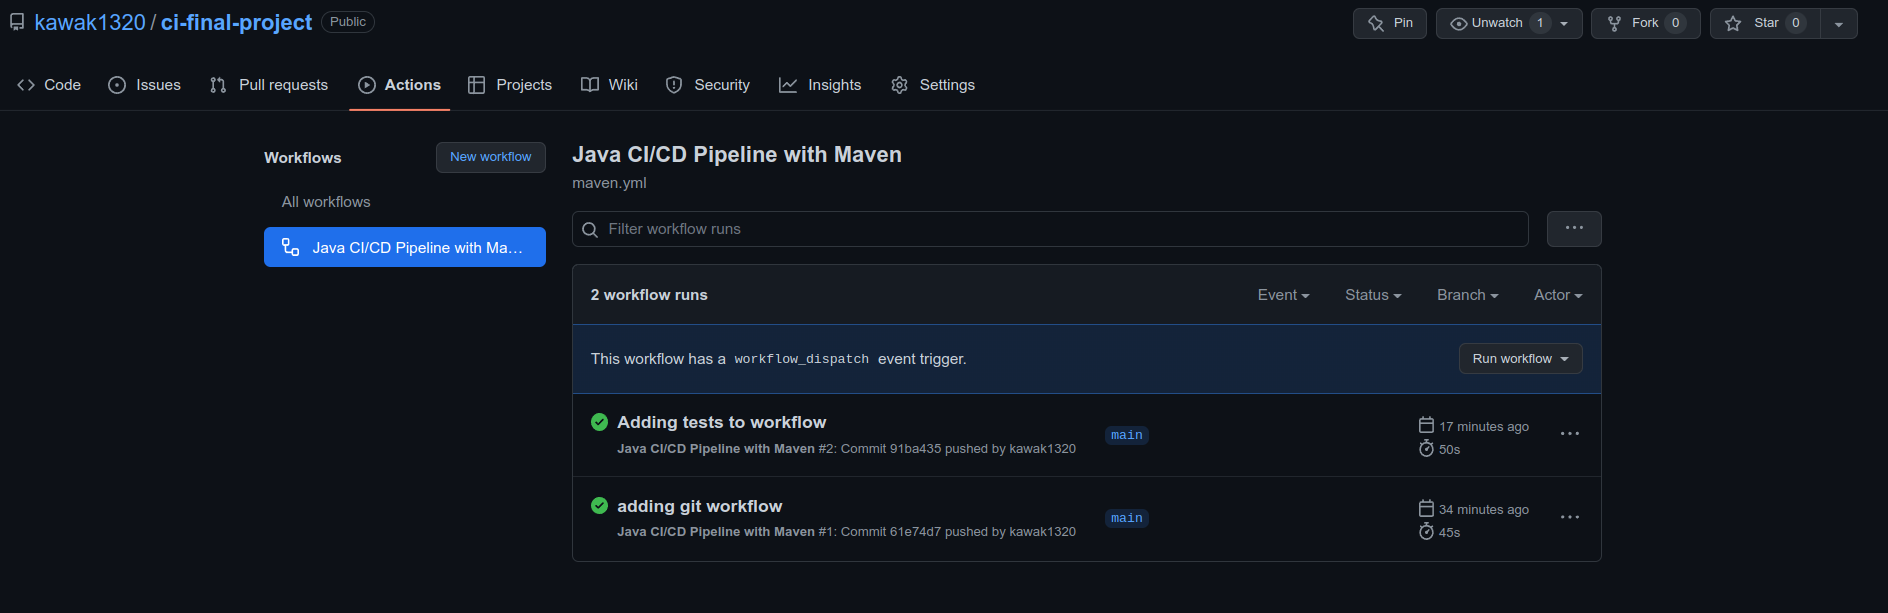 kawak1320 / ci-final-project Public
Pin Unwatch 1 Fork 0 Star 0
Code Issues Pull requests Actions Projects Wiki Security Insights Settings
Workflows
New workflow
All workflows
Java CI/CD Pipeline with Ma...
Java CI/CD Pipeline with Maven
maven.yml
Filter workflow runs
2 workflow runs
Event Status Branch Actor
This workflow has a workflow_dispatch event trigger.
Run workflow
Adding tests to workflow
Java CI/CD Pipeline with Maven #2: Commit 91ba435 pushed by kawak1320
main
17 minutes ago
50s
adding git workflow
Java CI/CD Pipeline with Maven #1: Commit 61e74d7 pushed by kawak1320
main
34 minutes ago
45s